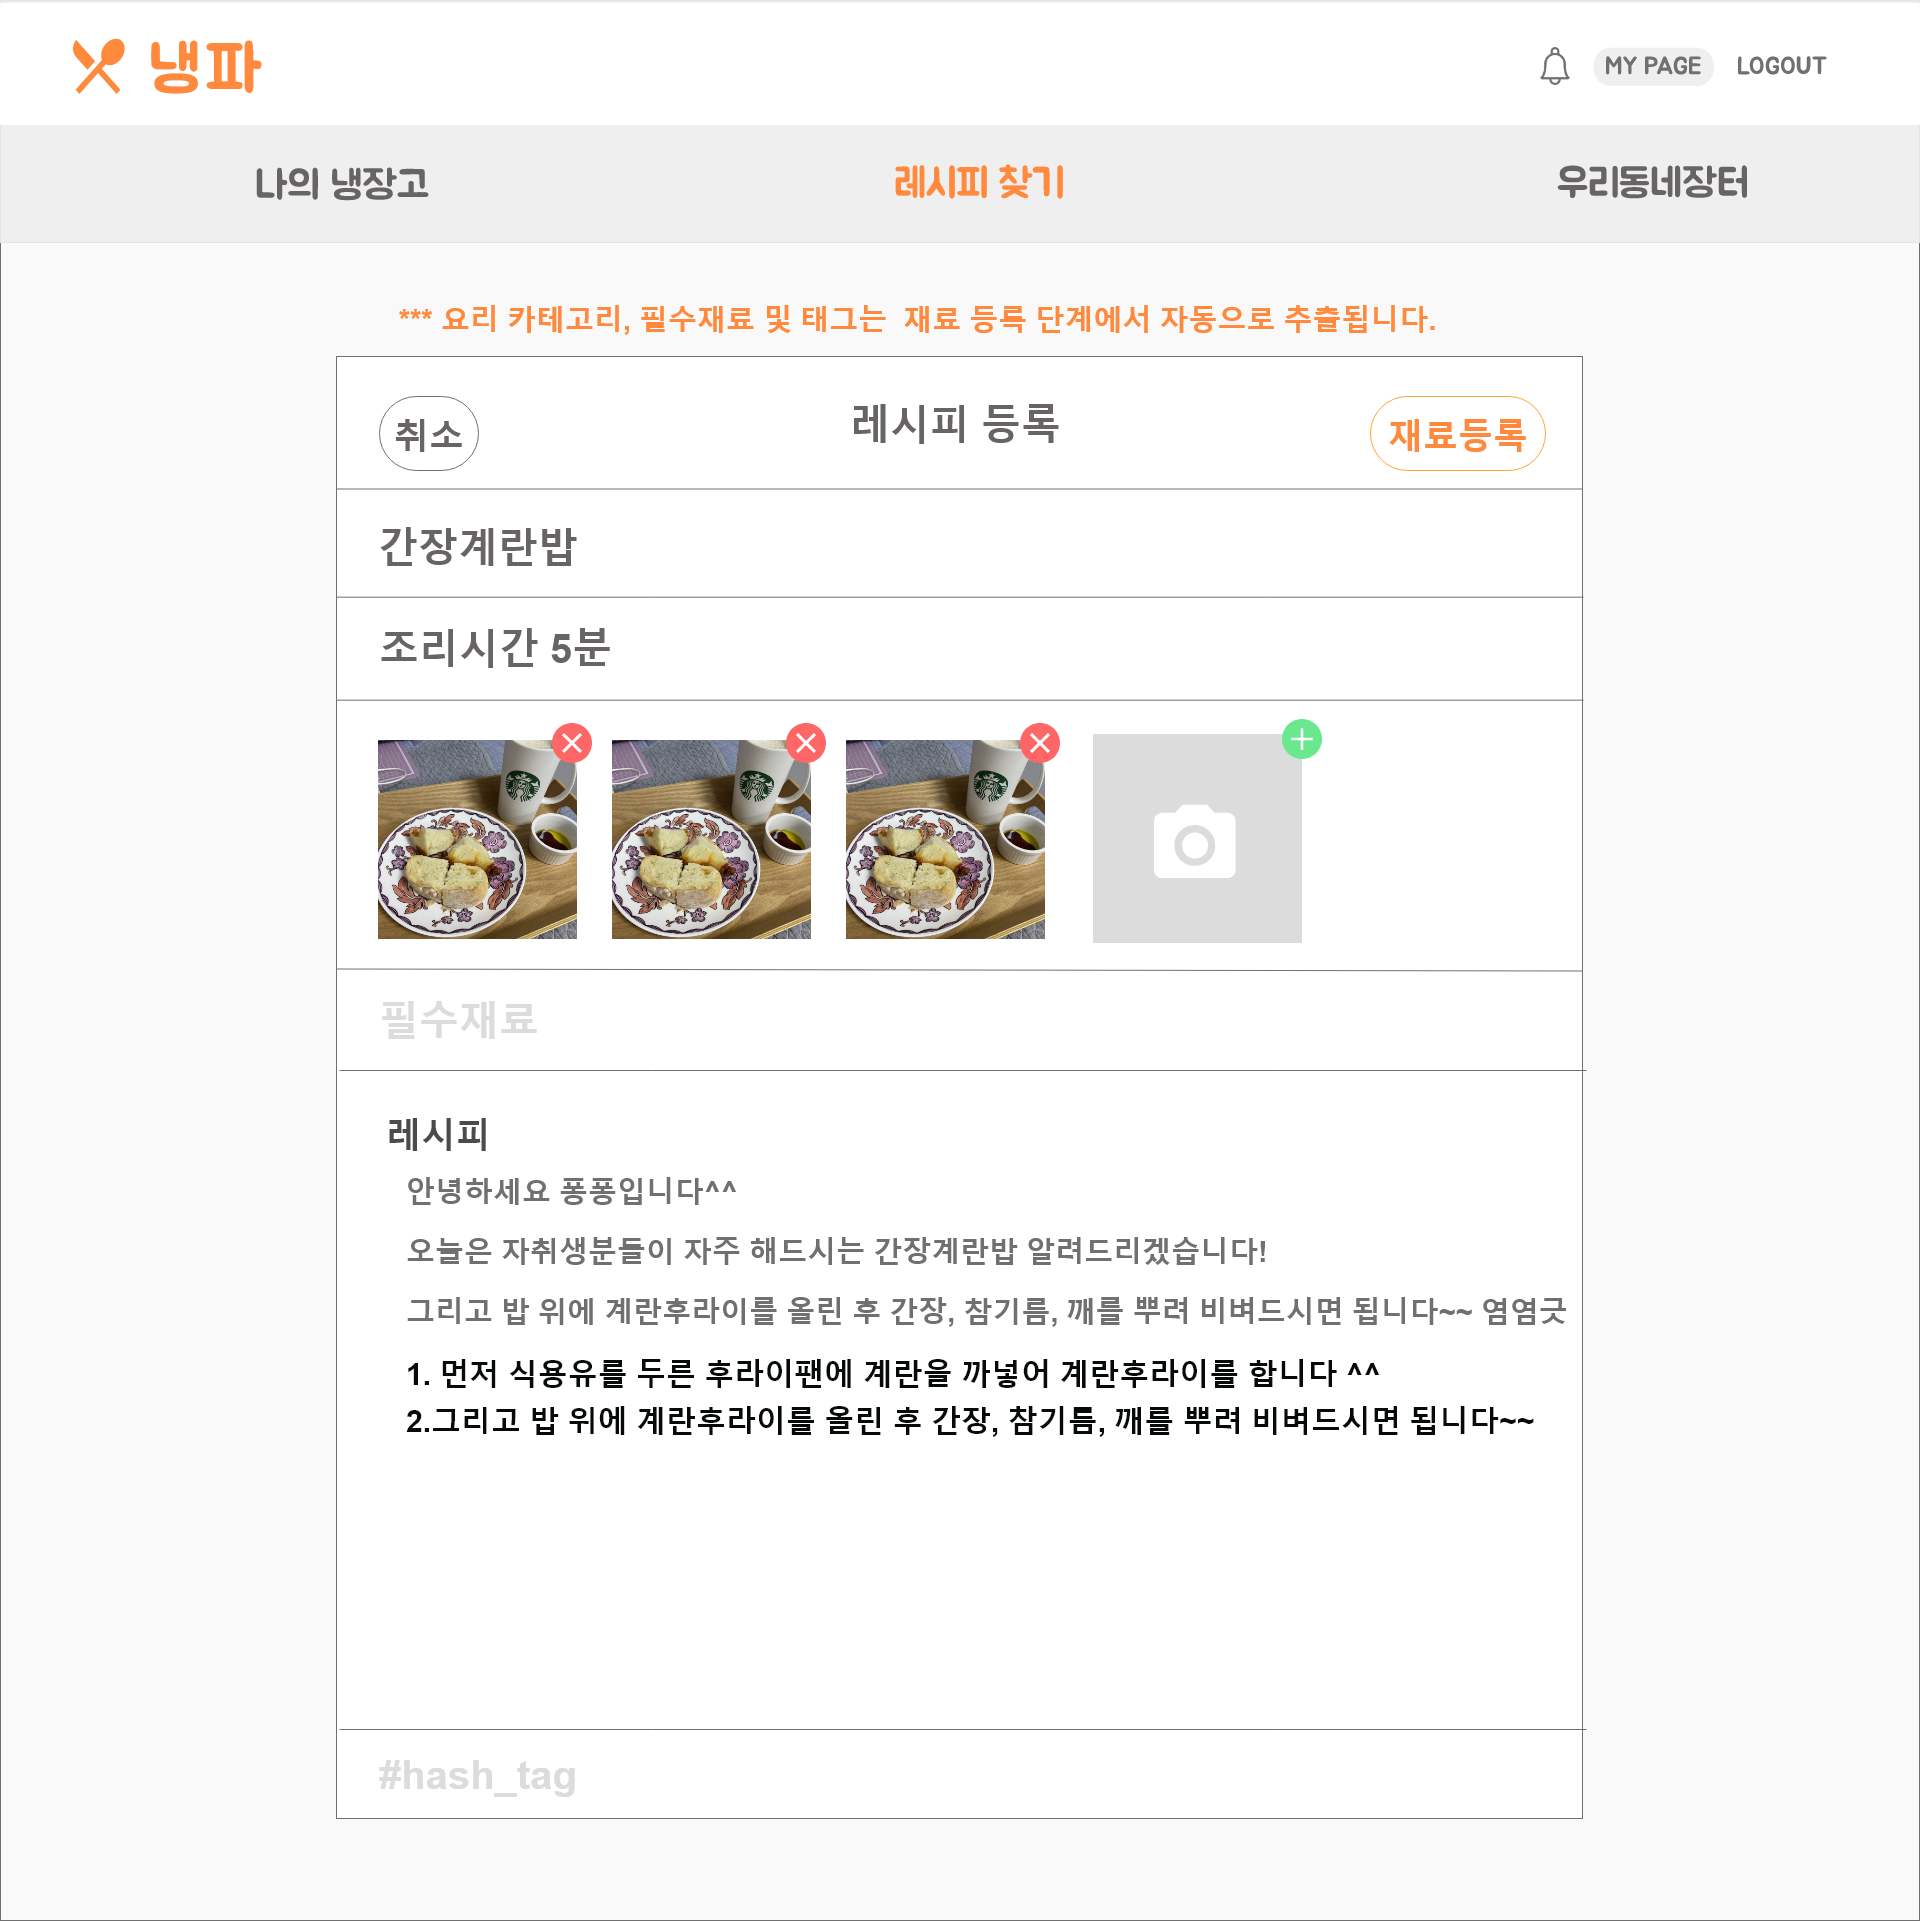 냉파
MY PAGE
LOGOUT
나의 냉장고
레시피 찾기
우리동네장터
*** 요리 카테고리, 필수재료 및 태그는 재료 등록 단계에서 자동으로 추출됩니다.
취소
레시피 등록
재료등록
간장계란밥
조리시간 5분
필수재료
레시피
안녕하세요 퐁퐁입니다^^
오늘은 자취생분들이 자주 해드시는 간장계란밥 알려드리겠습니다!
그리고 밥 위에 계란후라이를 올린 후 간장, 참기름, 깨를 뿌려 비벼드시면 됩니다~~ 염염굿
1. 먼저 식용유를 두른 후라이팬에 계란을 까넣어 계란후라이를 합니다 ^^
2.그리고 밥 위에 계란후라이를 올린 후 간장, 참기틈, 깨를 뿌려 비벼드시면 됩니다~~
#hash_tag